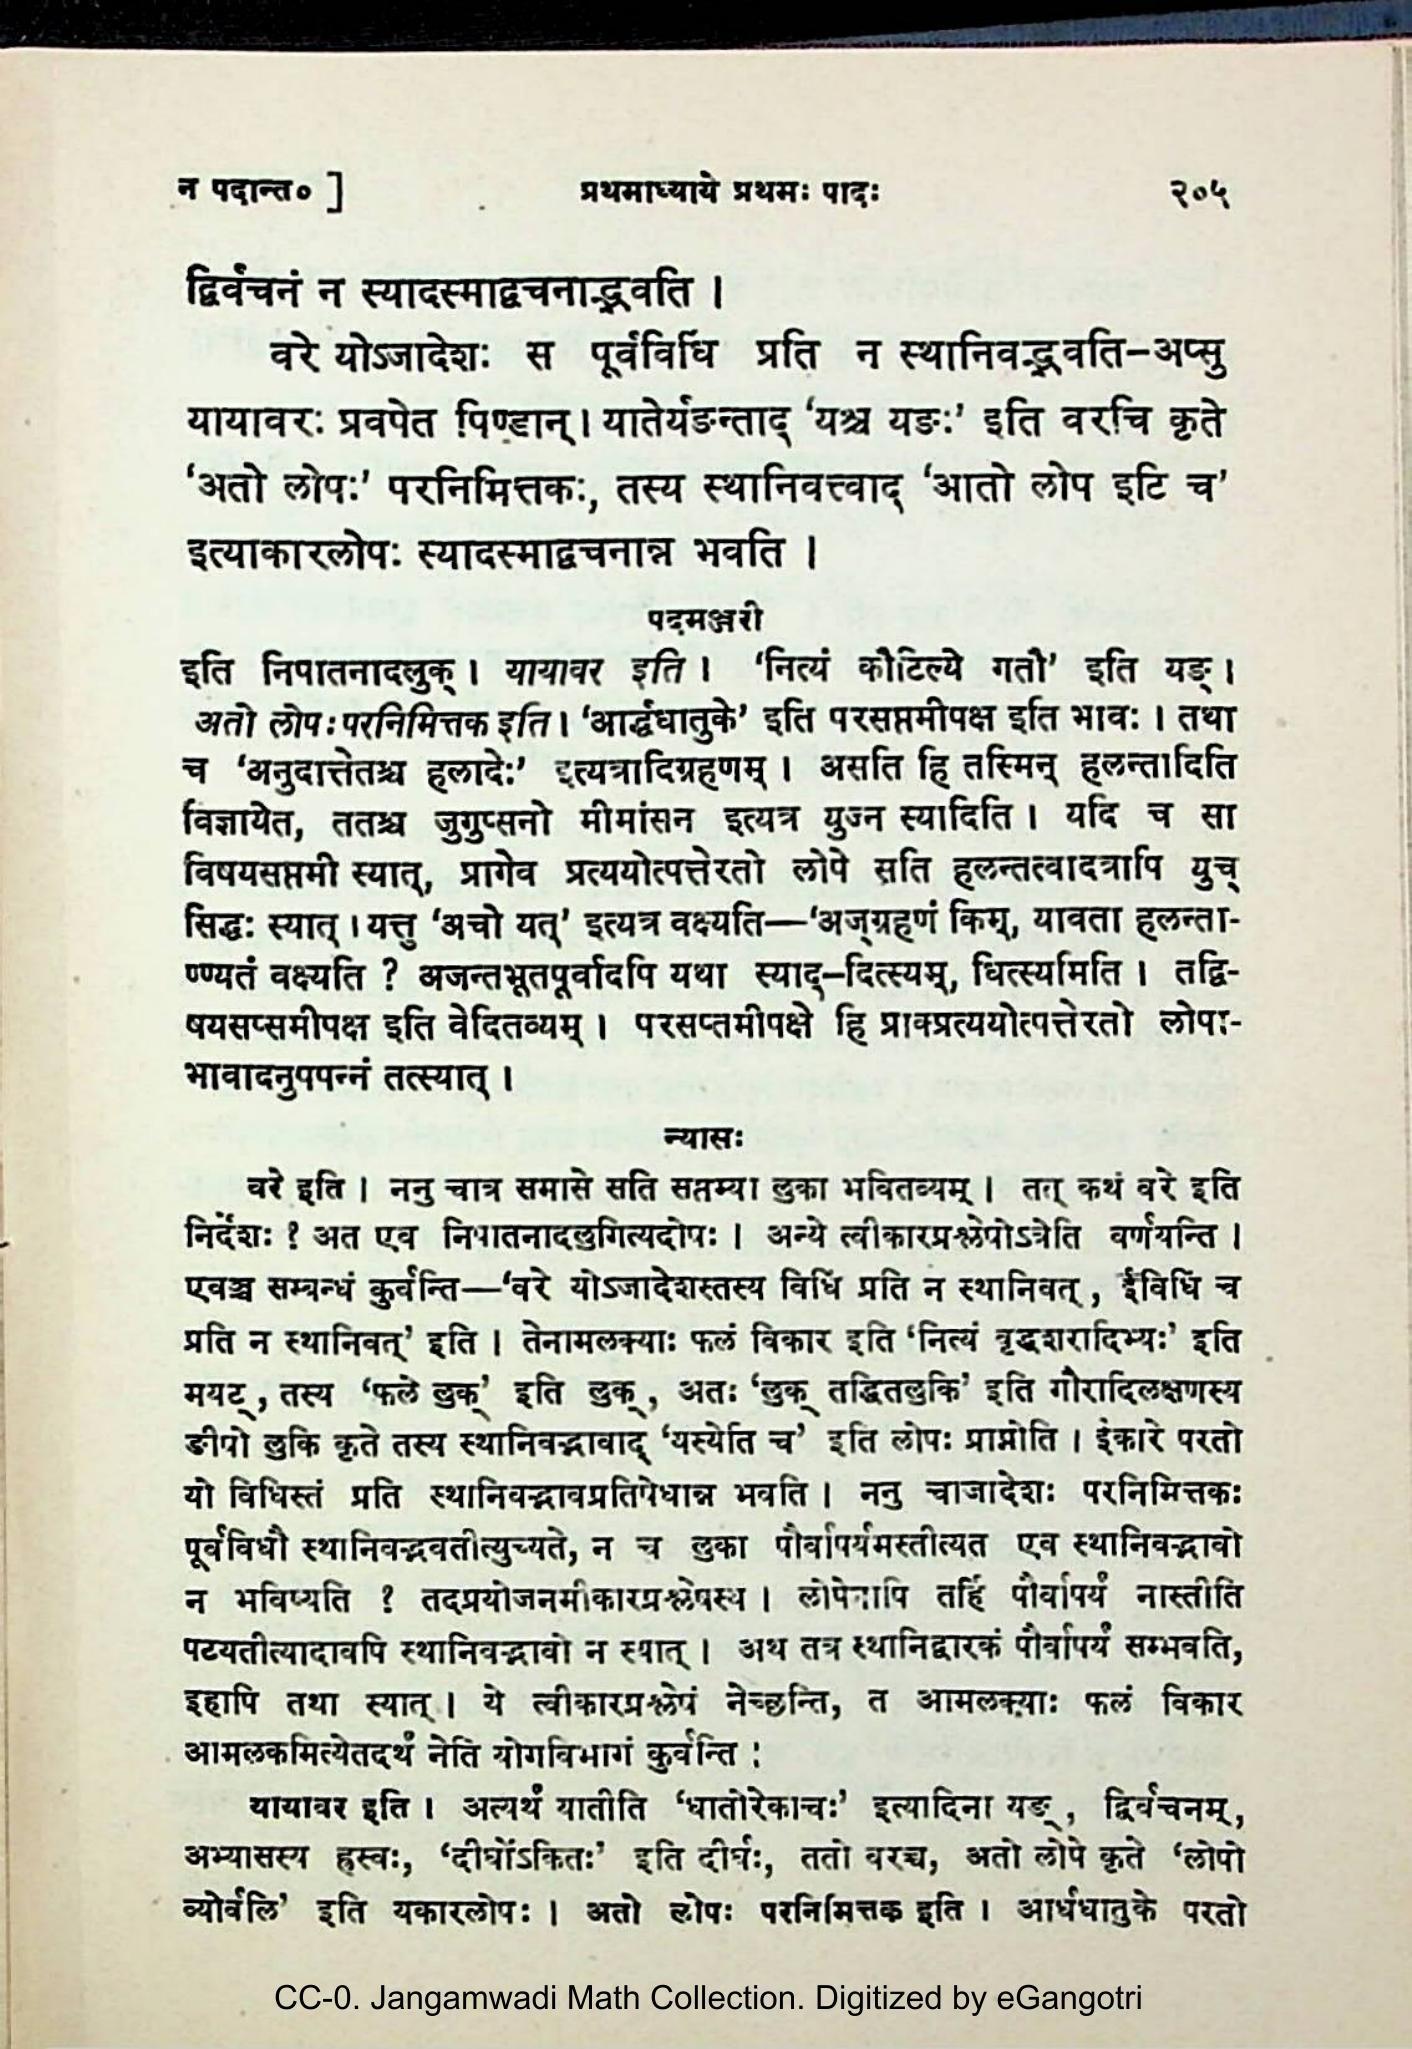 न पदान्त० ] प्रथमाध्याये प्रथमः पादः २०५
द्विर्वचनं न स्यादस्माद्वचनाद्भवति ।
वरे योऽजादेशः स पूर्वविधिं प्रति न स्थानिवद्भवति–अप्सु
यायावरः प्रवपेत पिण्डान् । यातेर्यङन्ताद् ‘यश्च यङः’ इति वरचि कृते
‘अतो लोपः’ परनिमित्तकः, तस्य स्थानिवत्त्वाद् ‘आतो लोप इटि च’
इत्याकारलोपः स्यादस्माद्वचनान्न भवति ।
पदमञ्जरी
इति निपातनादलुक् । यायावर इति । ‘नित्यं कौटिल्ये गतौ’ इति यङ् ।
अतो लोपः परनिमित्तक इति । ‘आर्द्धधातुके’ इति परसप्तमीपक्ष इति भावः । तथा
च ‘अनुदात्तेतश्च हलादेः’ इत्यत्रादिग्रहणम् । असति हि तस्मिन् हलन्तादिति
विज्ञायेत, ततश्च जुगुप्सनो मीमांसन इत्यत्र युज्न स्यादिति । यदि च सा
विषयसप्तमी स्यात्, प्रागेव प्रत्ययोत्पत्तेरतो लोपे सति हलन्तत्वादत्रापि युच्
सिद्धः स्यात् । यत्तु ‘अचो यत्’ इत्यत्र वक्ष्यति—‘अज्ग्रहणं किम्, यावता हलन्ता-
ण्ण्यतं वक्ष्यति ? अजन्तभूतपूर्वादपि यथा स्याद्–दित्स्यम्, धित्स्यमिति । तद्वि-
षयसप्तमीपक्ष इति वेदितव्यम् । परसप्तमीपक्षे हि प्राक्प्रत्ययोत्पत्तेरतो लोपा-
भावादनुपपन्नं तत्स्यात् ।
न्यासः
वरे इति । ननु चात्र समासे सति सप्तम्या लुका भवितव्यम् । तत् कथं वरे इति
निर्देशः ? अत एव निपातनादलुगित्यदोषः । अन्ये त्वीकारप्रश्लेषोऽत्रेति वर्णयन्ति ।
एवञ्च सम्बन्धं कुर्वन्ति—‘वरे योऽजादेशस्तस्य विधिं प्रति न स्थानिवत्, ईविधिं च
प्रति न स्थानिवत्’ इति । तेनामलक्याः फलं विकार इति ‘नित्यं वृद्धशरादिभ्यः’ इति
मयट्, तस्य ‘फले लुक्’ इति लुक्, अतः ‘लुक् तद्धितलुकि’ इति गौरादिलक्षणस्य
ङीपो लुकि कृते तस्य स्थानिवद्भावाद् ‘यस्येति च’ इति लोपः प्राप्नोति । ईकारे परतो
यो विधिस्तं प्रति स्थानिवद्भावप्रतिषेधान्न भवति । ननु चाजादेशः परनिमित्तकः
पूर्वविधौ स्थानिवद्भवतीत्युच्यते, न च लुका पौर्वापर्यमस्तीत्यत एव स्थानिवद्भावो
न भविष्यति ? तदप्रयोजनमीकारप्रश्लेषस्य । लोपेनापि तर्हि पौर्वापर्यं नास्तीति
पटयतीत्यादावपि स्थानिवद्भावो न स्यात् । अथ तत्र स्थानिद्वारकं पौर्वापर्यं सम्भवति,
इहापि तथा स्यात् । ये त्वीकारप्रश्लेषं नेच्छन्ति, त आमलक्याः फलं विकार
आमलकमित्येतदर्थं नेति योगविभागं कुर्वन्ति :
यायावर इति । अत्यर्थं यातीति ‘धातोरेकाचः’ इत्यादिना यङ्, द्विर्वचनम्,
अभ्यासस्य ह्रस्वः, ‘दीर्घोऽकितः’ इति दीर्घः, ततो वरच्च, अतो लोपे कृते ‘लोपो
व्योर्वलि’ इति यकारलोपः । अतो लोपः परनिमित्तक इति । आर्धधातुके परतो
CC-0. Jangamwadi Math Collection. Digitized by eGangotri